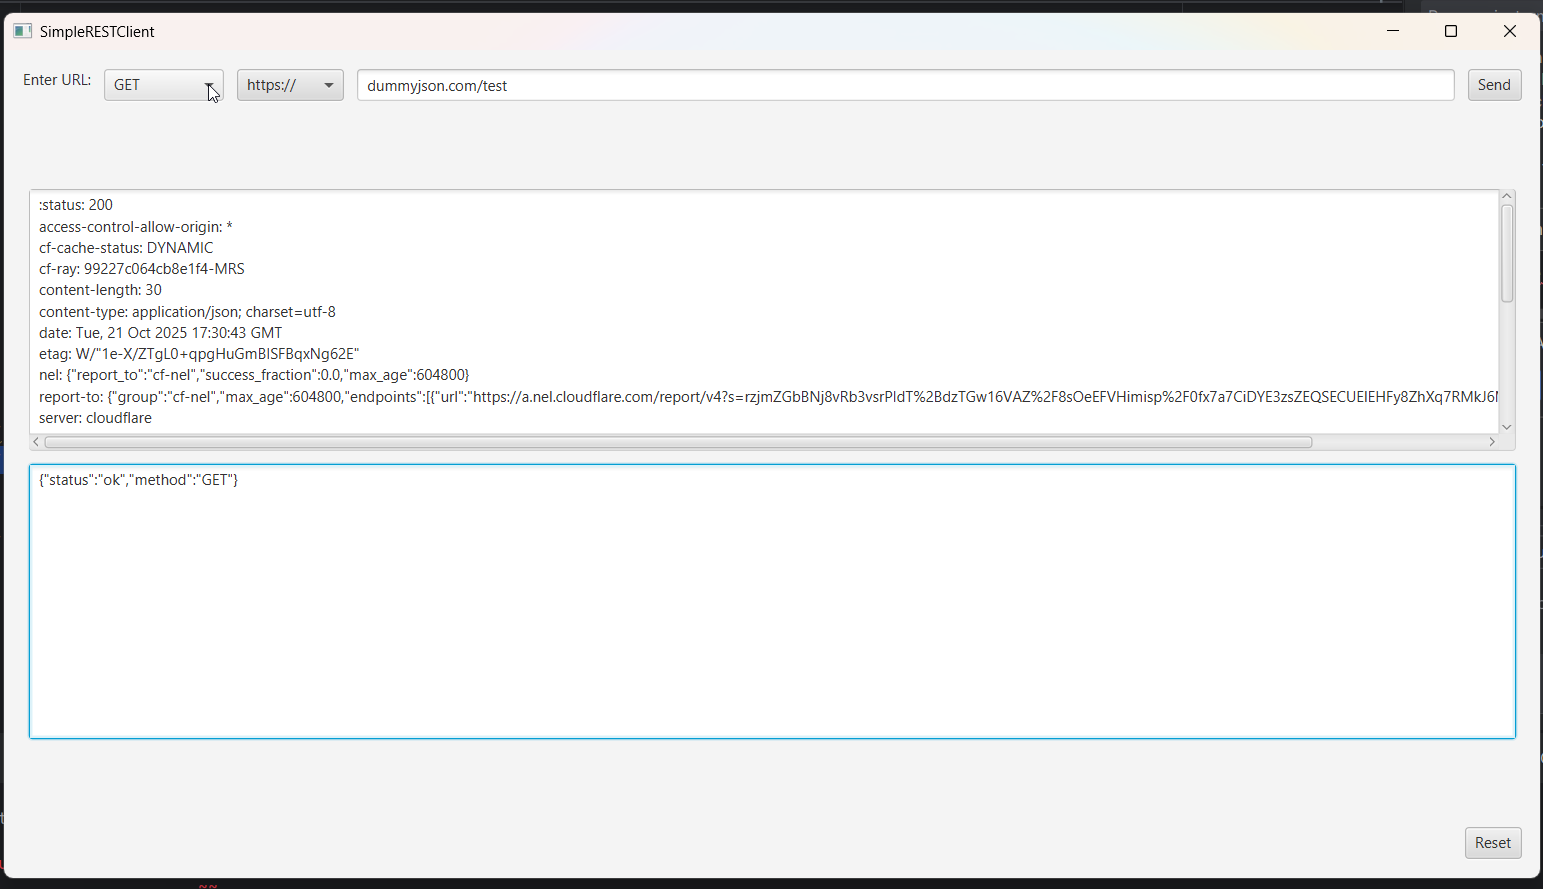 SimpleRESTClient
Enter URL: GET https:// dummyjson.com/test Send
:status: 200
access-control-allow-origin: *
cf-cache-status: DYNAMIC
cf-ray: 99227c064cb8e1f4-MRS
content-length: 30
content-type: application/json; charset=utf-8
date: Tue, 21 Oct 2025 17:30:43 GMT
etag: W/"1e-X/ZTgL0+qpgHuGmBISFBqxNg62E"
nel: {"report_to":"cf-nel","success_fraction":0.0,"max_age":604800}
report-to: {"group":"cf-nel","max_age":604800,"endpoints":[{"url":"https://a.nel.cloudflare.com/report/v4?s=rzjmZGbBNj8vRb3vsrPldT%2BdzTGw16VAZ%2F8sOeEFVHimisp%2F0fx7a7CiDYE3zsZEQSECUEIEHFy8ZhXq7RMkJ6
server: cloudflare
{"status":"ok","method":"GET"}
Reset